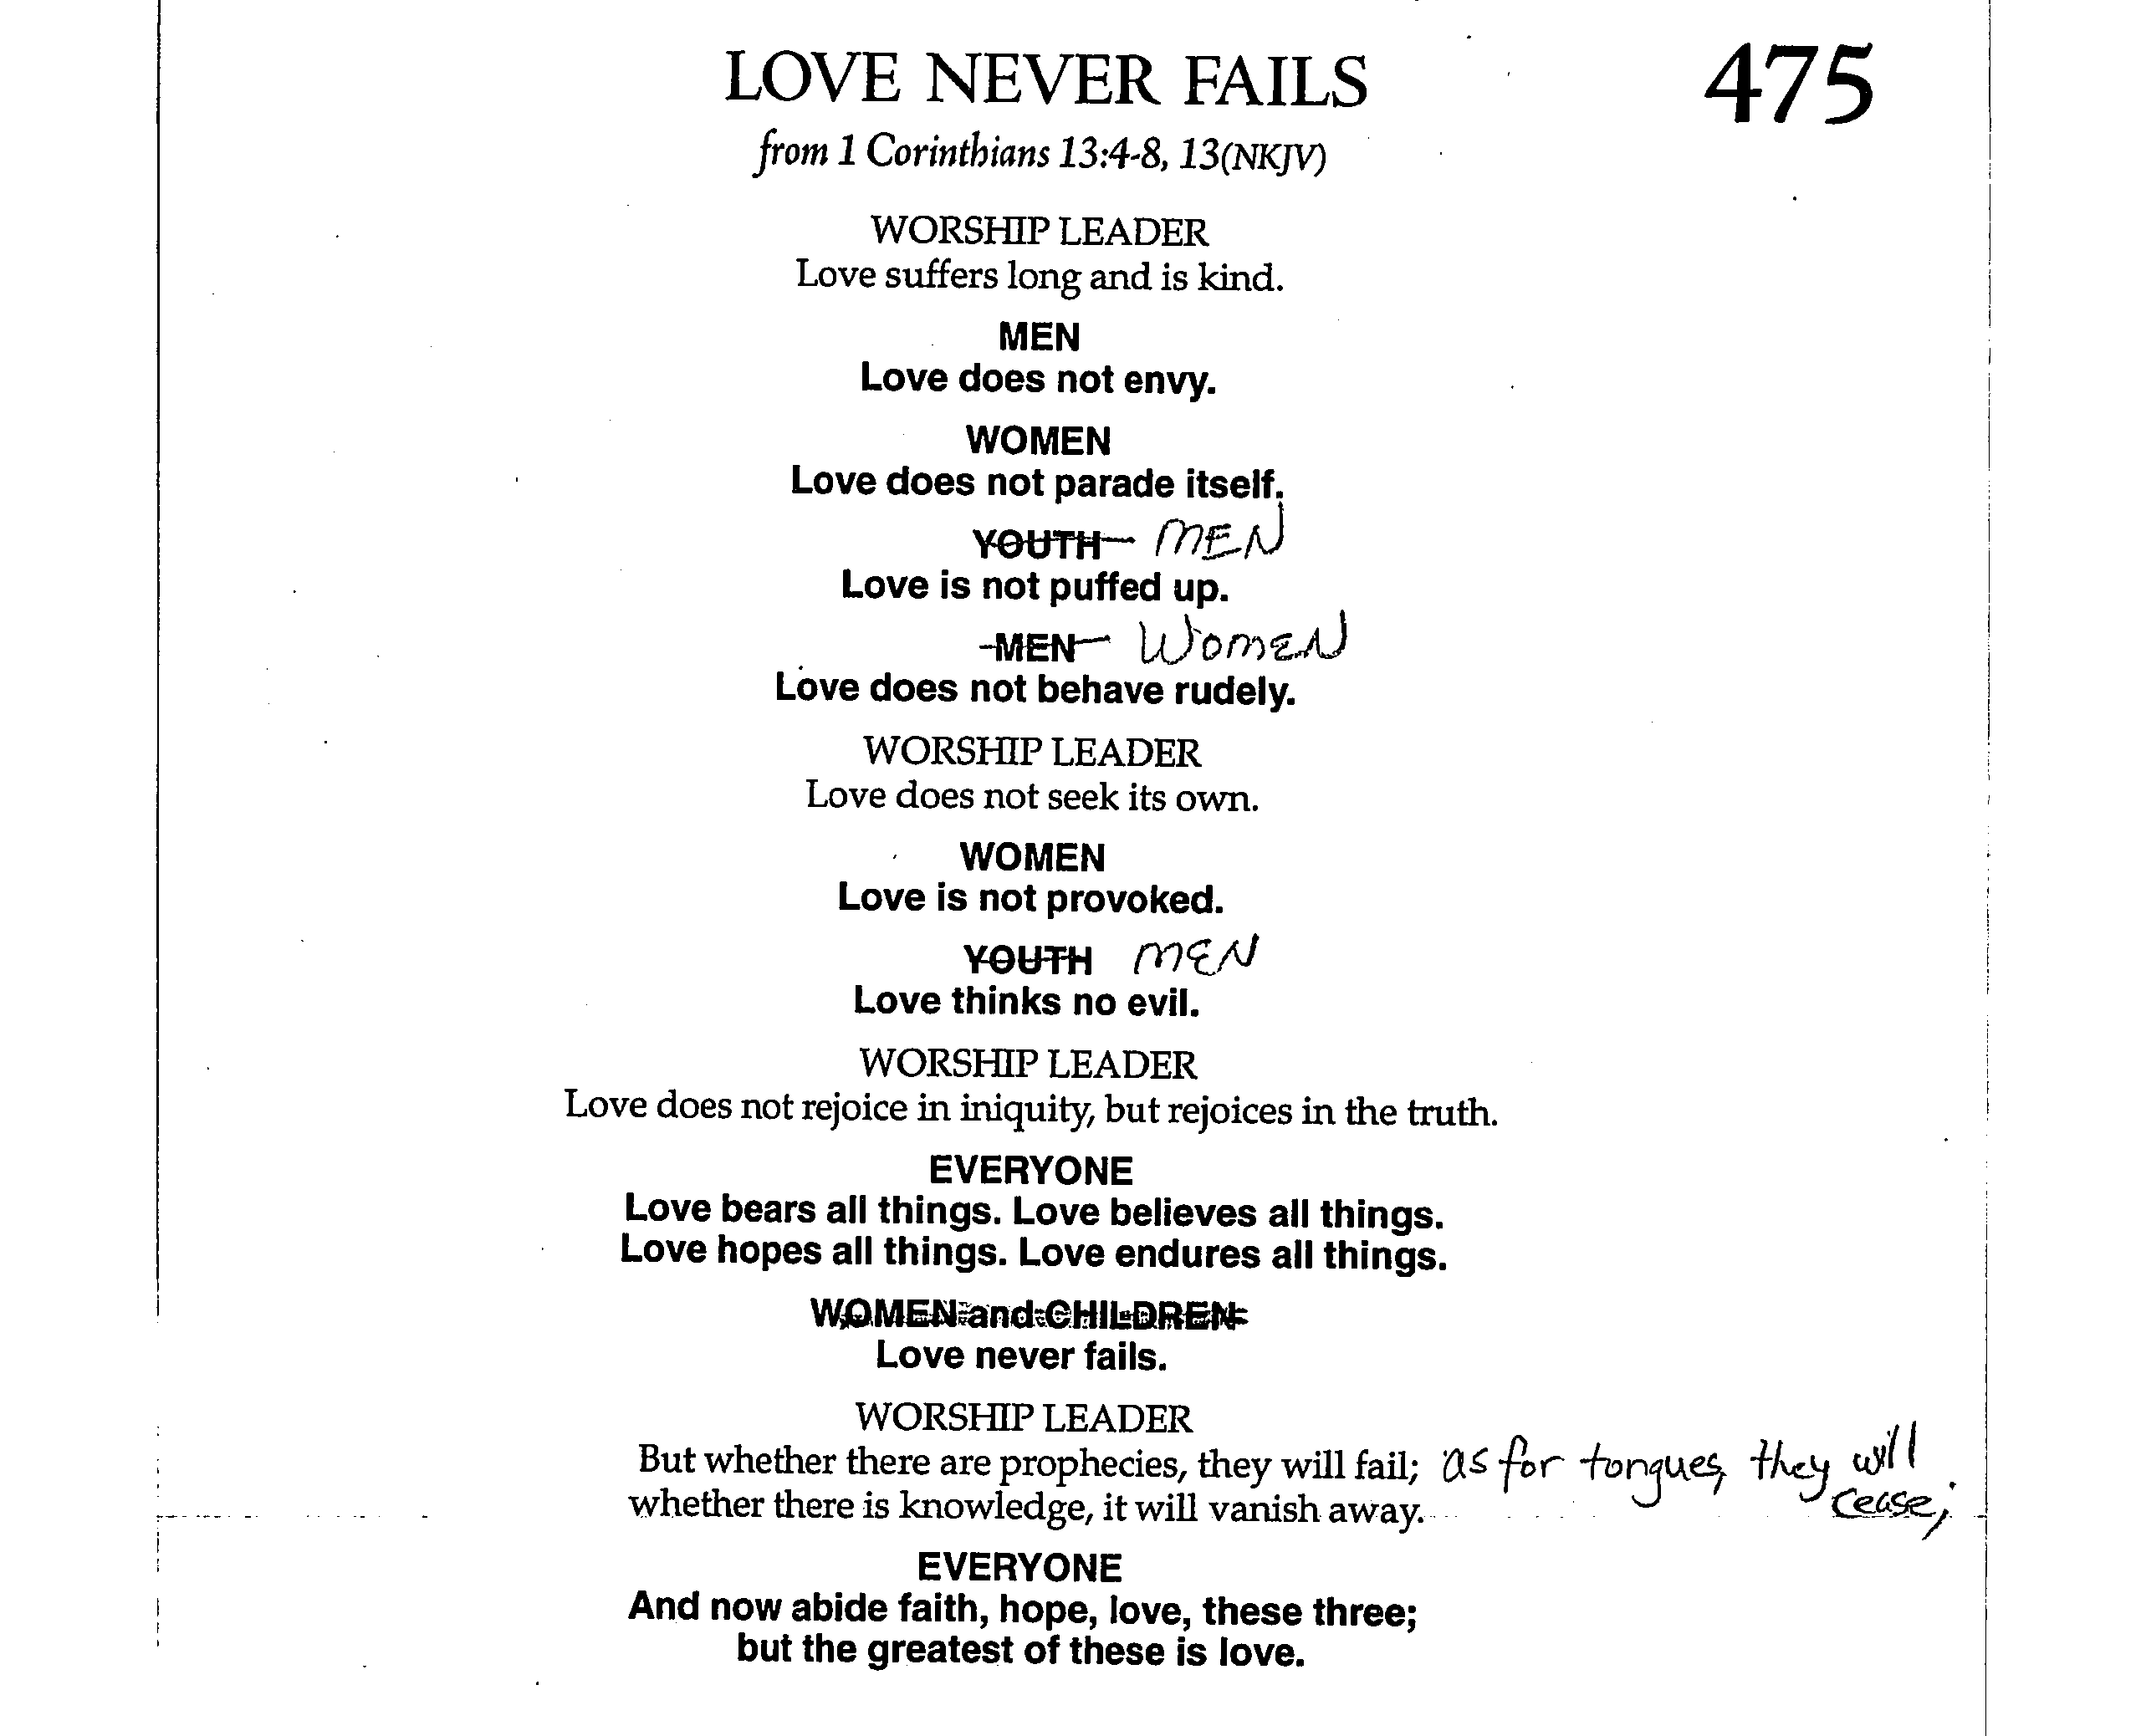 LOVE NEVER FAILS 475
from 1 Corinthians 13:4-8, 13(NKJV)
WORSHIP LEADER
Love suffers long and is kind.
MEN
Love does not envy.
WOMEN
Love does not parade itself.
YOUTH MEN
Love is not puffed up.
MEN WOMEN
Love does not behave rudely.
WORSHIP LEADER
Love does not seek its own.
WOMEN
Love is not provoked.
YOUTH MEN
Love thinks no evil.
WORSHIP LEADER
Love does not rejoice in iniquity, but rejoices in the truth.
EVERYONE
Love bears all things. Love believes all things.
Love hopes all things. Love endures all things.
WOMEN and CHILDREN
Love never fails.
WORSHIP LEADER
But whether there are prophecies, they will fail; as for tongues, they will
cease;
whether there is knowledge, it will vanish away.
EVERYONE
And now abide faith, hope, love, these three;
but the greatest of these is love.